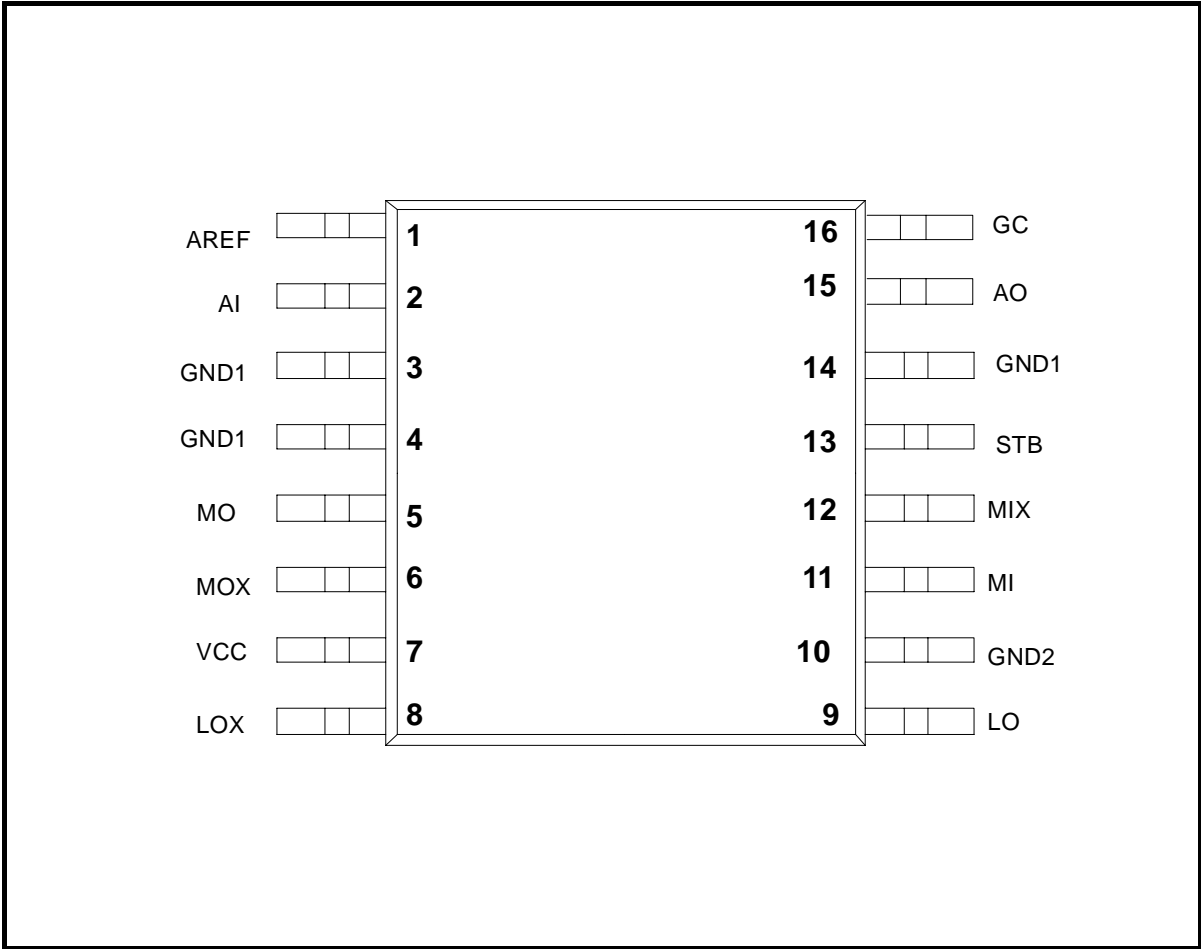 AREF 1 16 GC
AI 2 15 AO
GND1 3 14 GND1
GND1 4 13 STB
MO 5 12 MIX
MOX 6 11 MI
VCC 7 10 GND2
LOX 8 9 LO